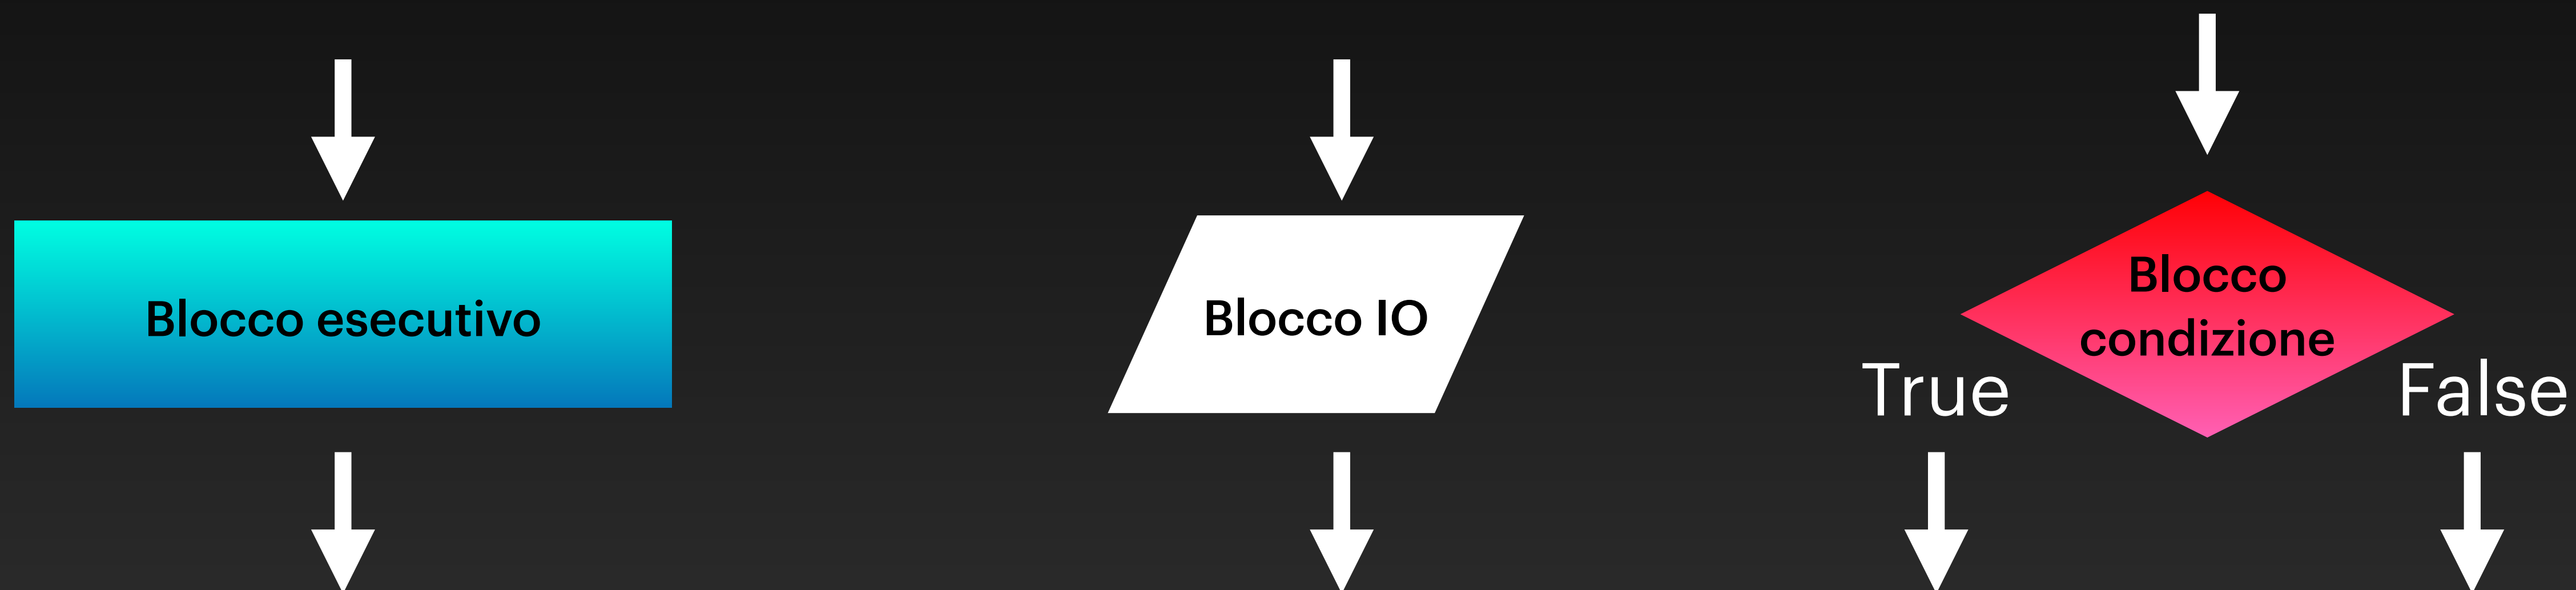 Blocco esecutivo
Blocco IO
Blocco
condizione
True
False